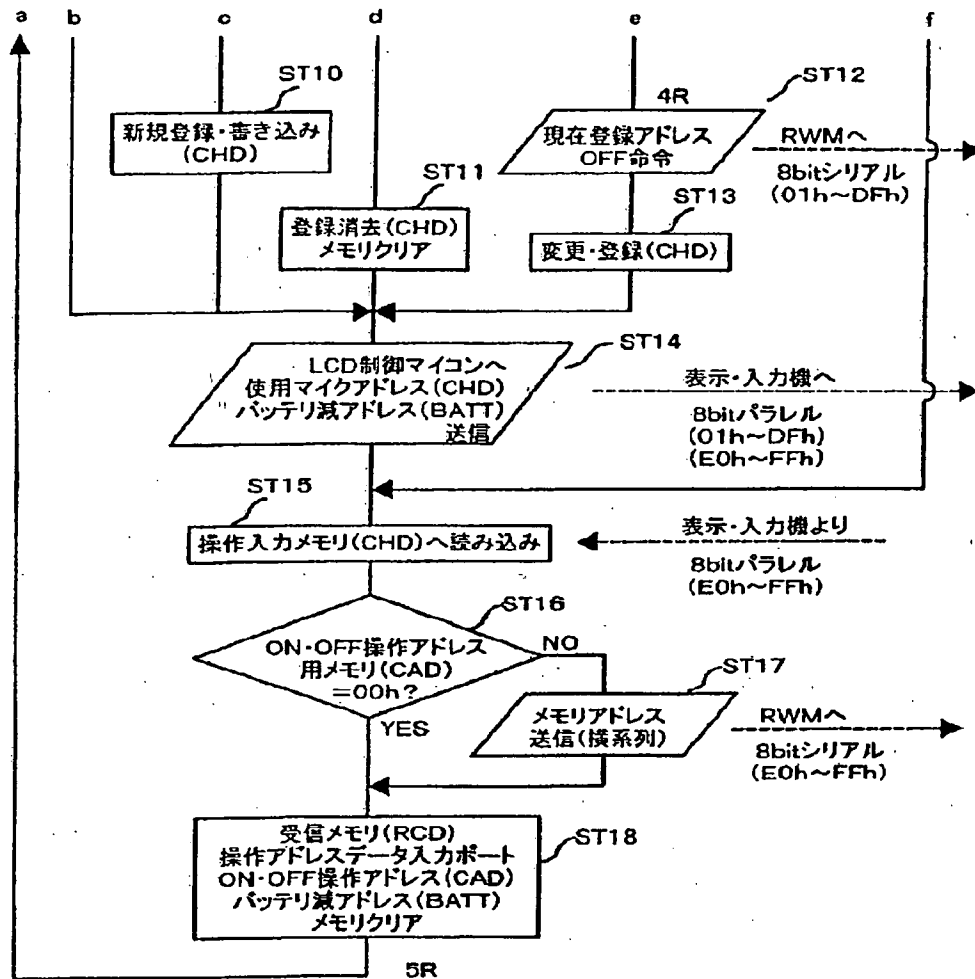 a
b
c
d
e
f
ST10
新規登録・書き込み
(CHD)
ST11
登録消去(CHD)
メモリクリア
ST12
4R
現在登録アドレス
OFF命令
RWMへ
8bitシリアル
(01h~DFh)
ST13
変更・登録(CHD)
ST14
LCD制御マイコンへ
使用マイクアドレス(CHD)
バッテリ減アドレス(BATT)
送信
表示・入力機へ
8bitパラレル
(01h~DFh)
(E0h~FFh)
ST15
操作入力メモリ(CHD)へ読み込み
表示・入力機より
8bitパラレル
(E0h~FFh)
ST16
ON・OFF操作アドレス
用メモリ(CAD)
=00h?
NO
YES
ST17
メモリアドレス
送信(横系列)
RWMへ
8bitシリアル
(E0h~FFh)
ST18
受信メモリ(RCD)
操作アドレスデータ入力ポート
ON・OFF操作アドレス(CAD)
バッテリ減アドレス(BATT)
メモリクリア
5R